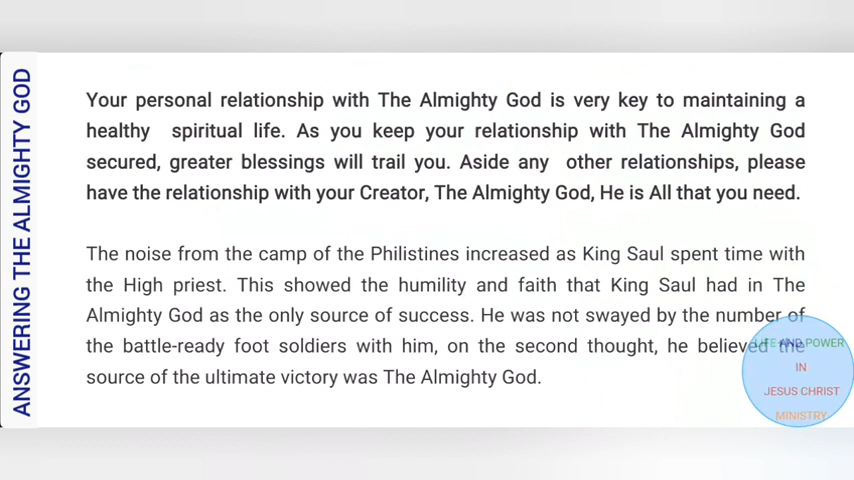 ANSWERING THE ALMIGHTY GOD
Your personal relationship with The Almighty God is very key to maintaining a
healthy spiritual life. As you keep your relationship with The Almighty God
secured, greater blessings will trail you. Aside any other relationships, please
have the relationship with your Creator, The Almighty God, He is All that you need.
The noise from the camp of the Philistines increased as King Saul spent time with
the High priest. This showed the humility and faith that King Saul had in The
Almighty God as the only source of success. He was not swayed by the number of
the battle-ready foot soldiers with him, on the second thought, he believed the
source of the ultimate victory was The Almighty God.
LIFE AND POWER
IN
JESUS CHRIST
MINISTRY